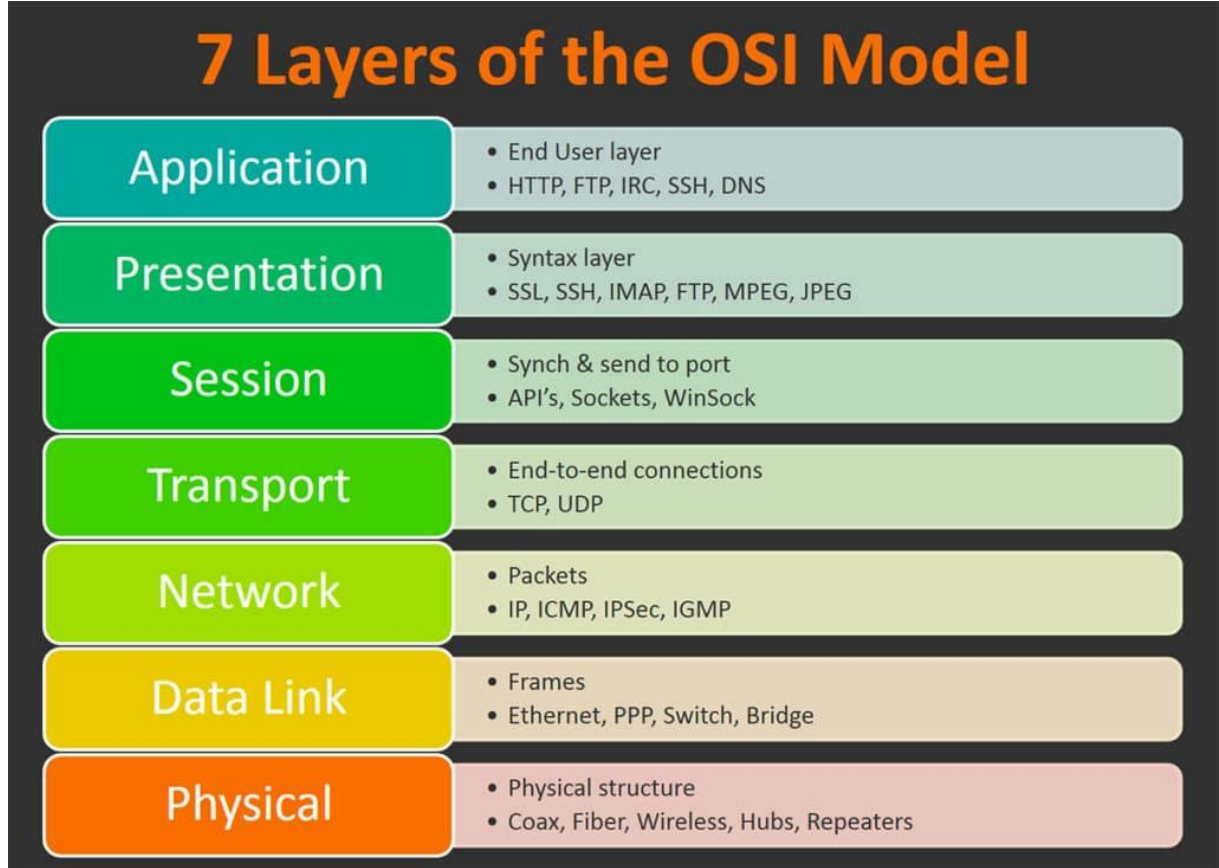 7 Layers of the OSI Model
Application
• End User layer
• HTTP, FTP, IRC, SSH, DNS
Presentation
• Syntax layer
• SSL, SSH, IMAP, FTP, MPEG, JPEG
Session
• Synch & send to port
• API’s, Sockets, WinSock
Transport
• End-to-end connections
• TCP, UDP
Network
• Packets
• IP, ICMP, IPSec, IGMP
Data Link
• Frames
• Ethernet, PPP, Switch, Bridge
Physical
• Physical structure
• Coax, Fiber, Wireless, Hubs, Repeaters